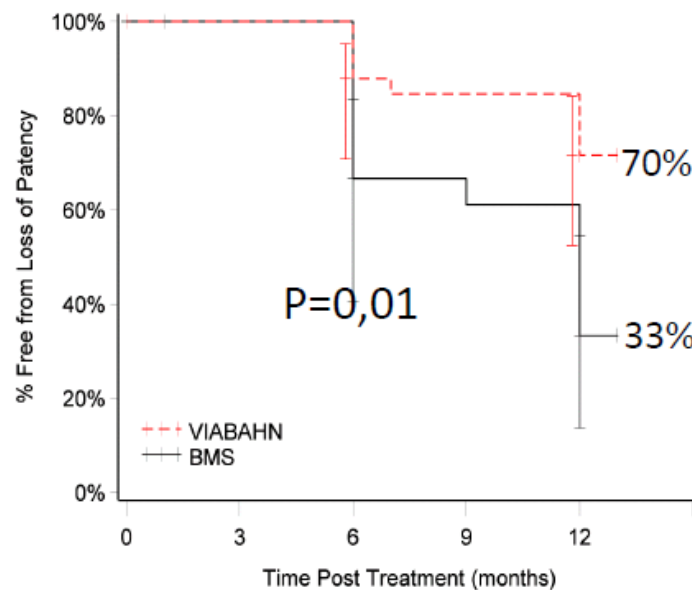 100%
80%
60%
40%
20%
0%
% Free from Loss of Patency
70%
P=0,01
33%
VIABAHN
BMS
0
3
6
9
12
Time Post Treatment (months)